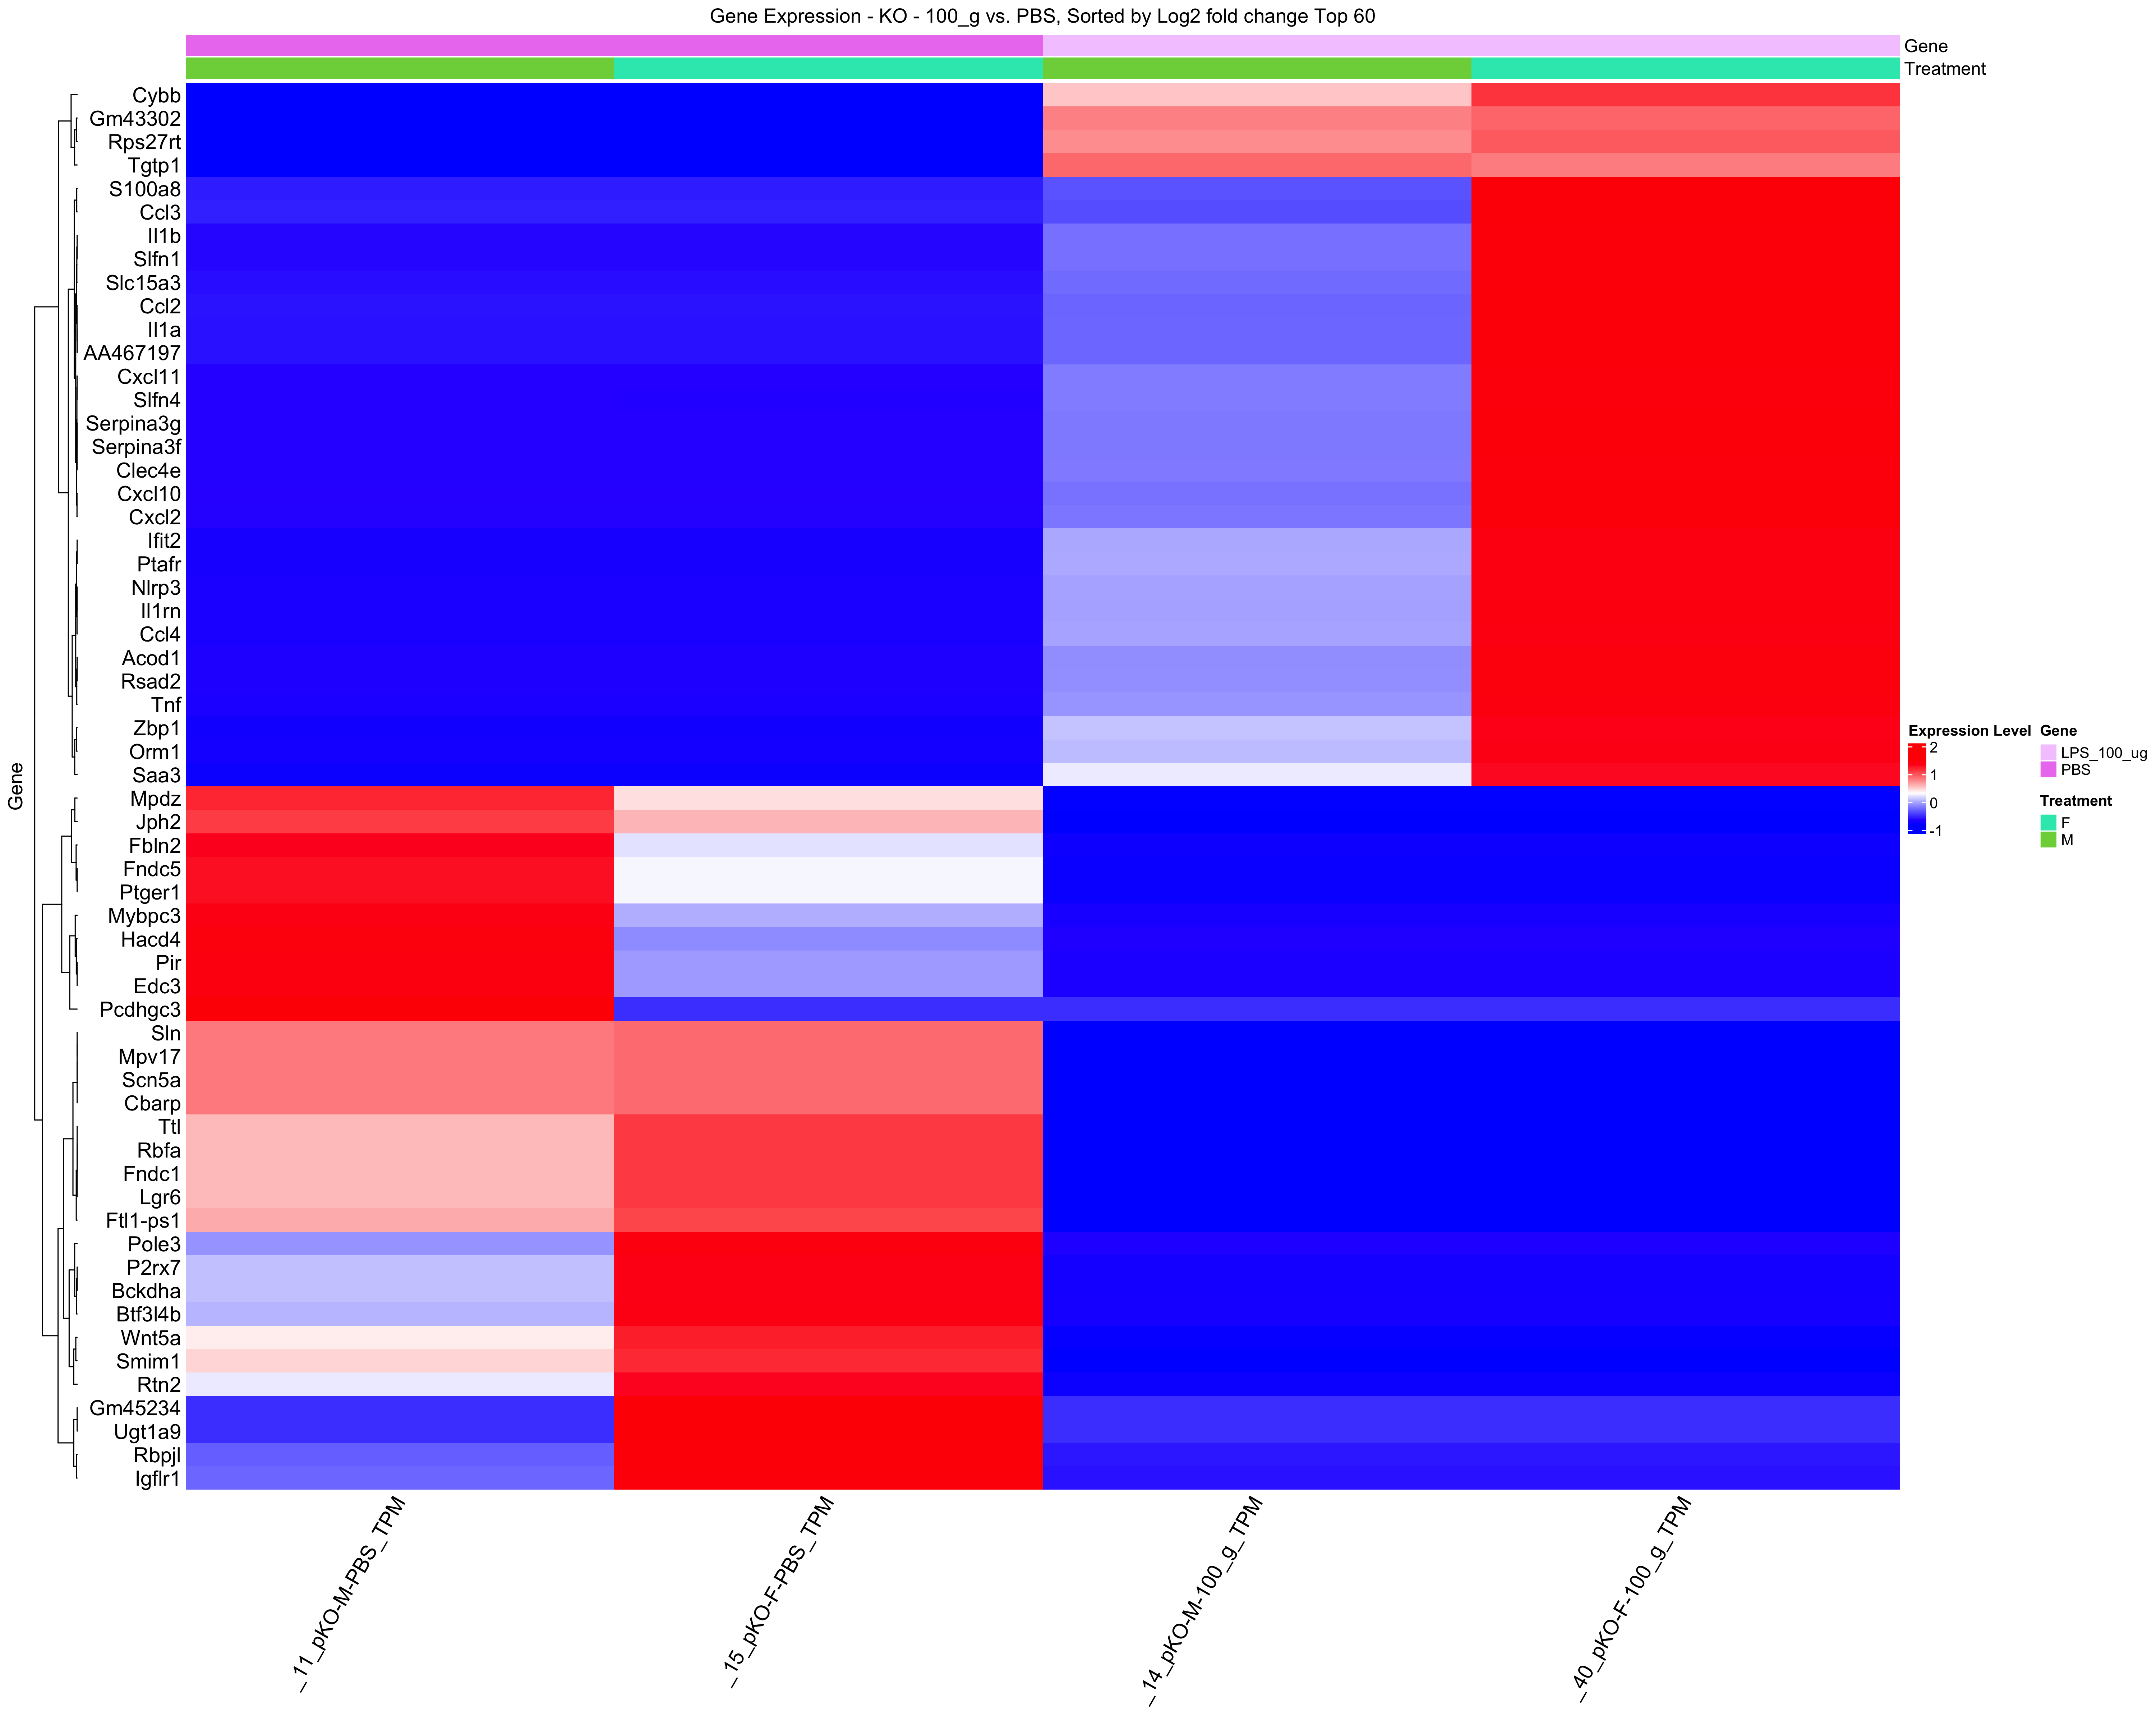 Gene Expression - KO - 100_g vs. PBS, Sorted by Log2 fold change Top 60
Gene
Treatment
Cybb
Gm43302
Rps27rt
Tgtp1
S100a8
Ccl3
Il1b
Slfn1
Slc15a3
Ccl2
Il1a
AA467197
Cxcl11
Slfn4
Serpina3g
Serpina3f
Clec4e
Cxcl10
Cxcl2
Ifit2
Ptafr
Nlrp3
Il1rn
Ccl4
Acod1
Rsad2
Tnf
Zbp1
Orm1
Saa3
Mpdz
Jph2
Fbln2
Fndc5
Ptger1
Mybpc3
Hacd4
Pir
Edc3
Pcdhgc3
Sln
Mpv17
Scn5a
Cbarp
Ttl
Rbfa
Fndc1
Lgr6
Ftl1-ps1
Pole3
P2rx7
Bckdha
Btf3l4b
Wnt5a
Smim1
Rtn2
Gm45234
Ugt1a9
Rbpjl
Igflr1
Gene
Expression Level
2
1
0
-1
Gene
LPS_100_ug
PBS
Treatment
F
M
_11_pKO-M-PBS_TPM
_15_pKO-F-PBS_TPM
_14_pKO-M-100_g_TPM
_40_pKO-F-100_g_TPM